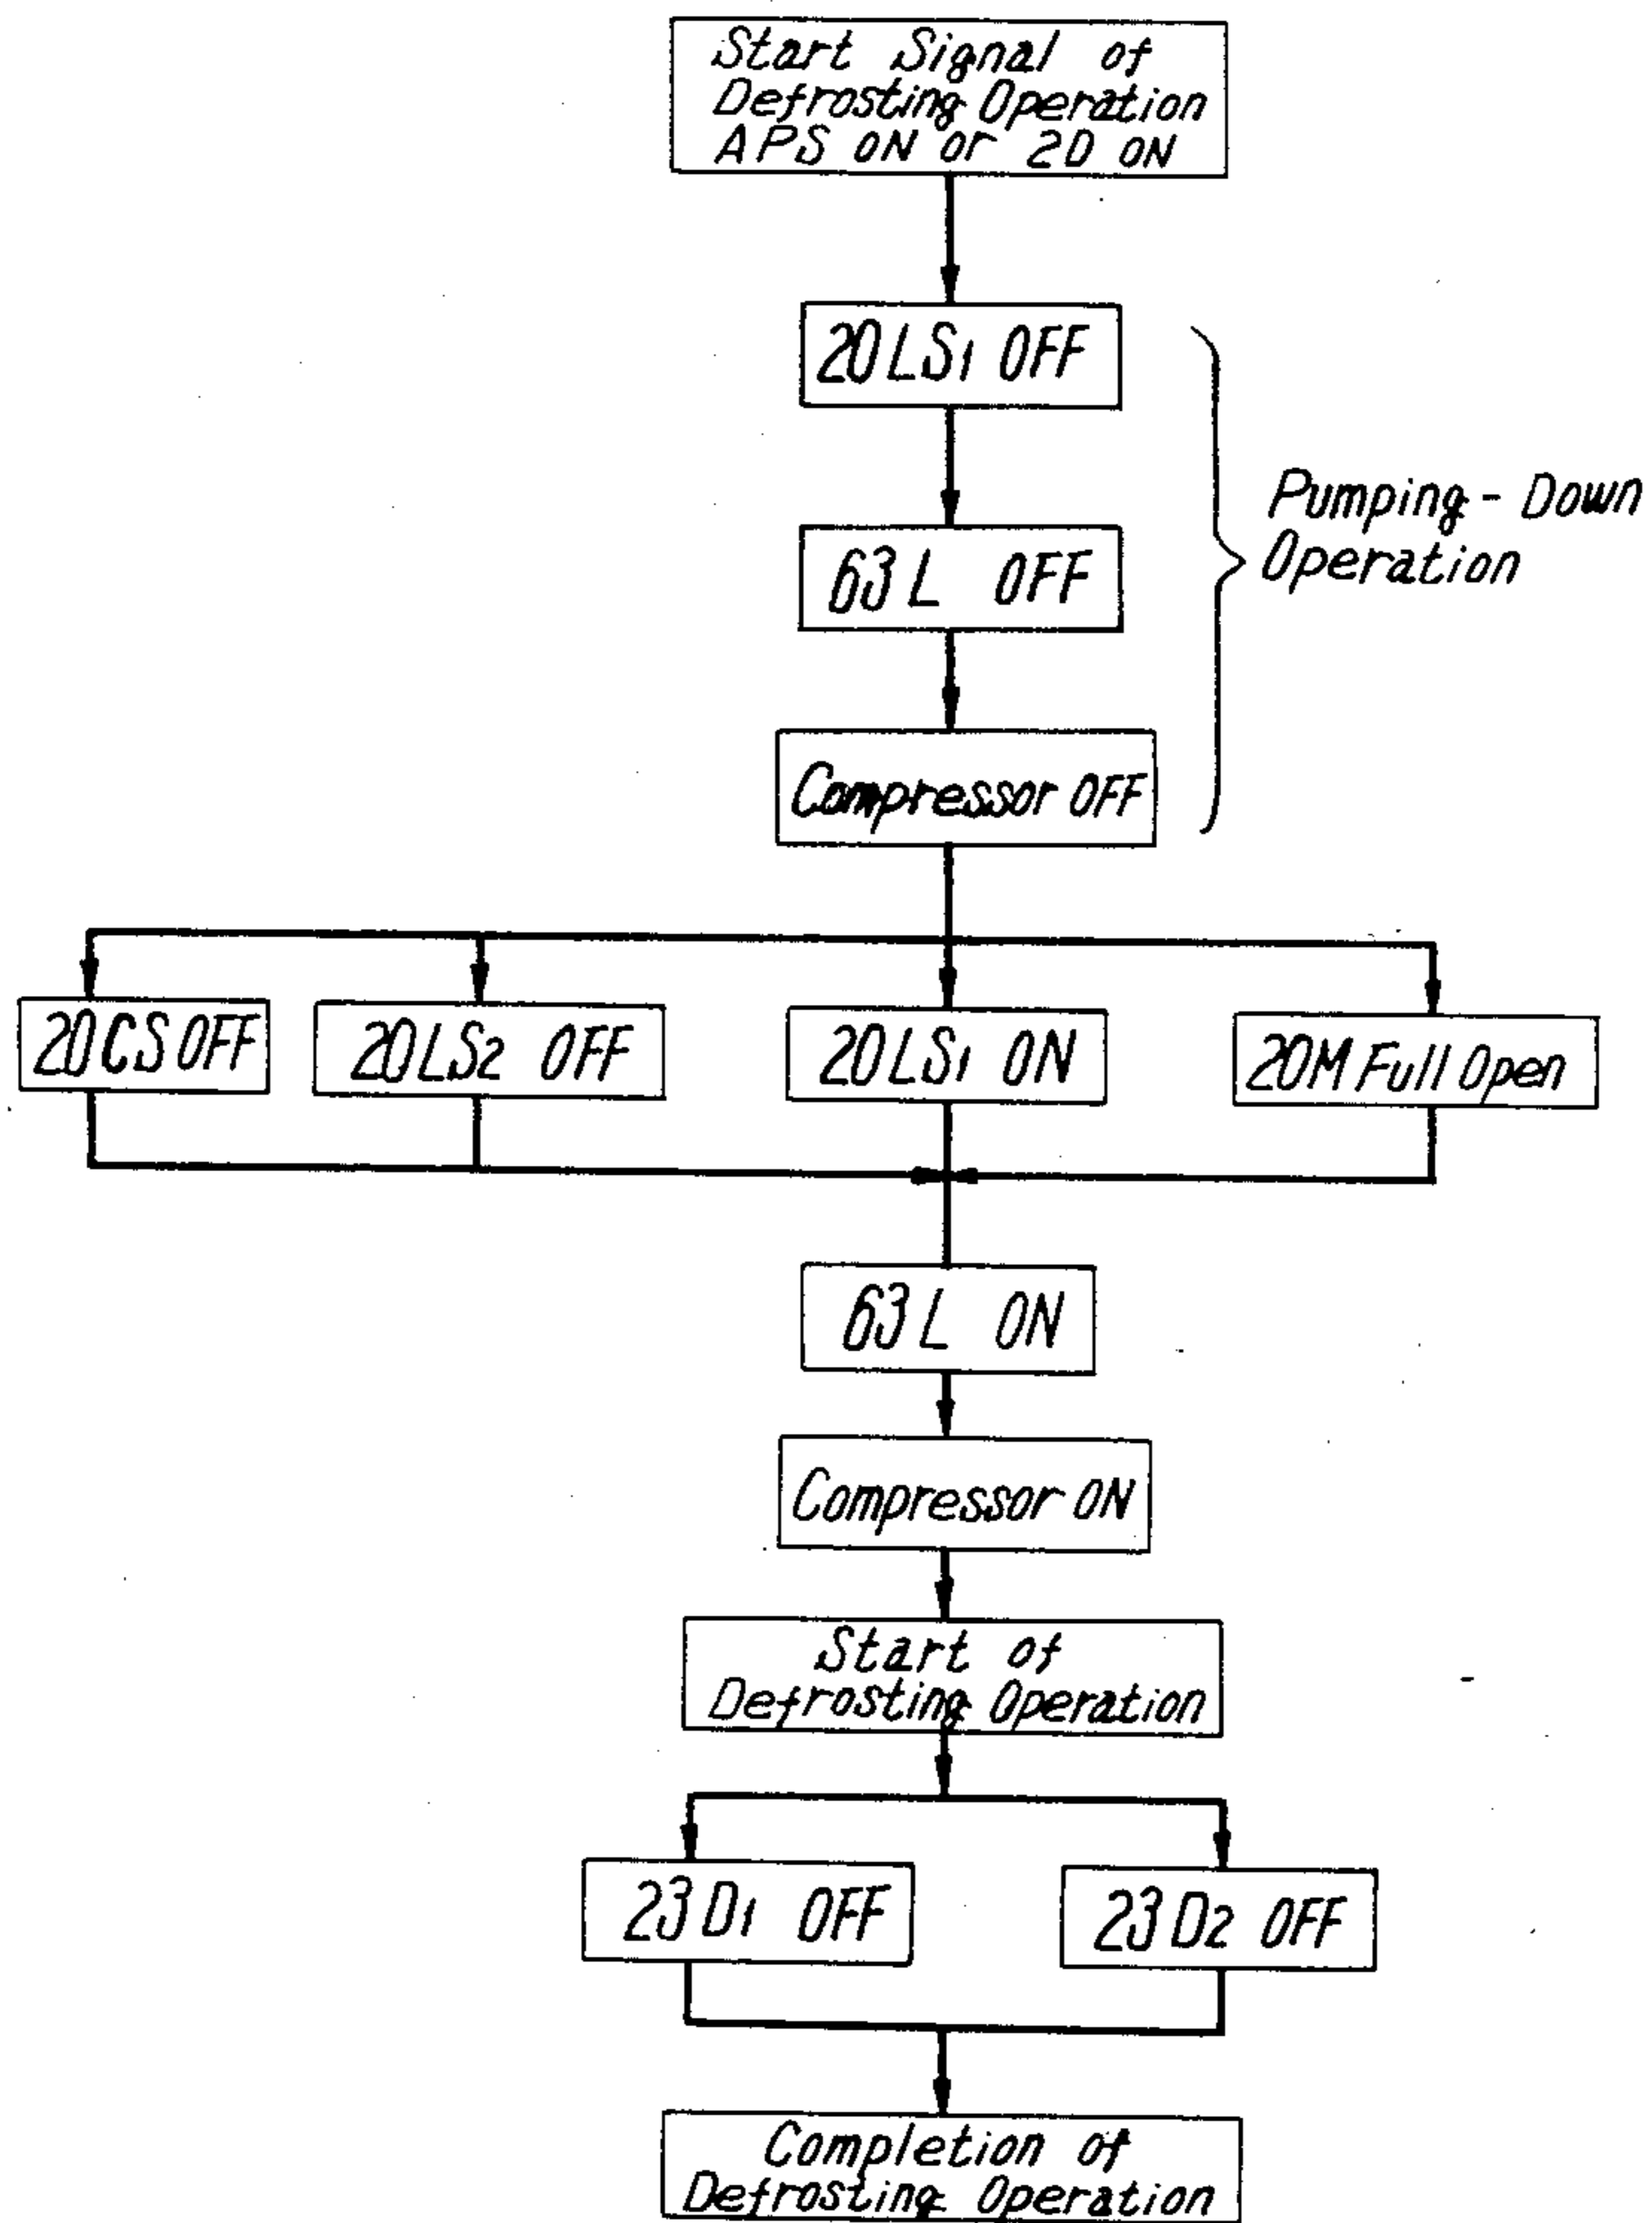 Start Signal of
Defrosting Operation
APS ON or 2D ON
20LS1 OFF
63L OFF
Pumping - Down
Operation
Compressor OFF
20CS OFF
20LS2 OFF
20LS1 ON
20M Full Open
63L ON
Compressor ON
Start of
Defrosting Operation
23D1 OFF
23D2 OFF
Completion of
Defrosting Operation